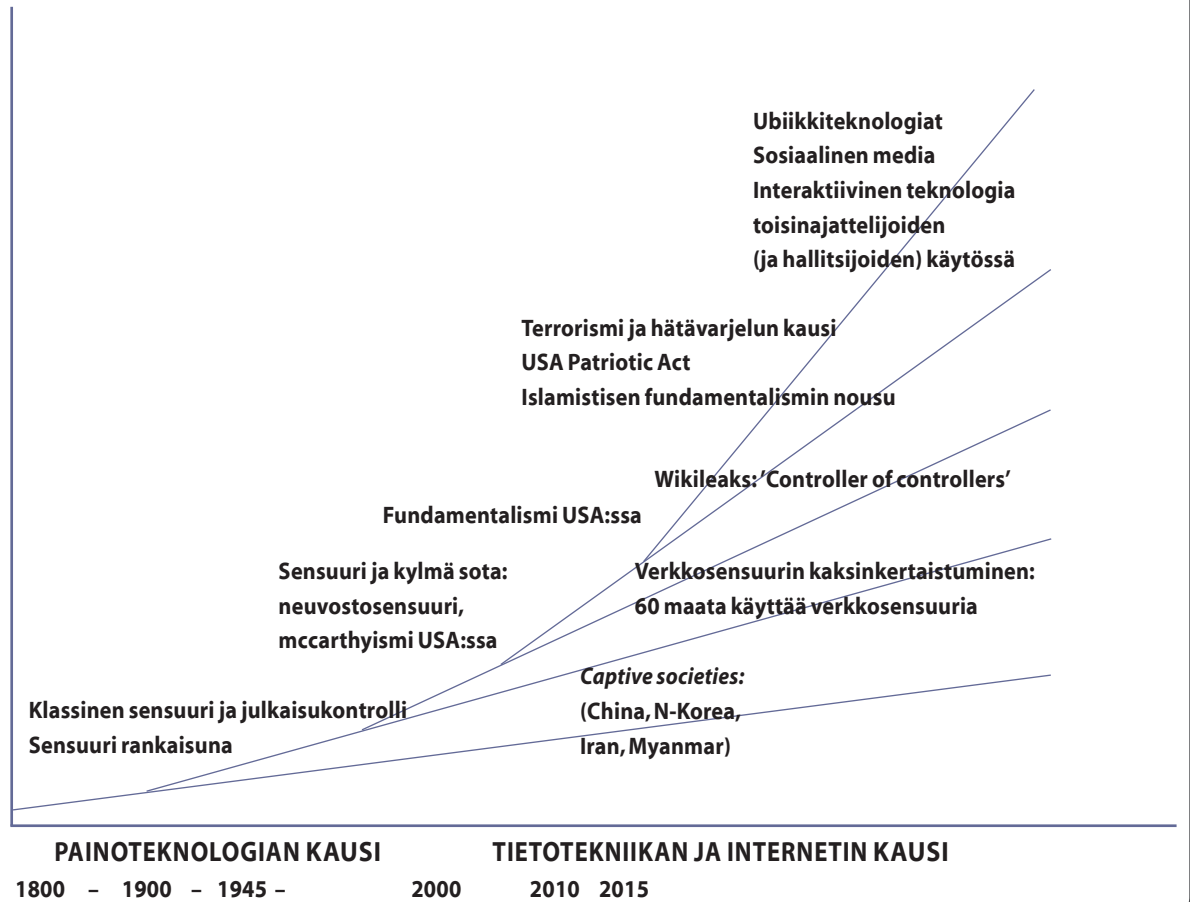 Ubiikkiteknologiat
Sosiaalinen media
Interaktiivinen teknologia
toisinajattelijoiden
(ja hallitsijoiden) käytössä
Terrorismi ja hätävarjelun kausi
USA Patriotic Act
Islamistisen fundamentalismin nousu
Wikileaks: ’Controller of controllers’
Fundamentalismi USA:ssa
Sensuuri ja kylmä sota:
neuvostosensuuri,
mccarthyismi USA:ssa
Verkkosensuurin kaksinkertaistuminen:
60 maata käyttää verkkosensuuria
Captive societies:
(China, N-Korea,
Iran, Myanmar)
Klassinen sensuuri ja julkaisukontrolli
Sensuuri rankaisuna
PAINOTEKNOLOGIAN KAUSI TIETOTEKNIIKAN JA INTERNETIN KAUSI
1800 – 1900 – 1945 – 2000 2010 2015